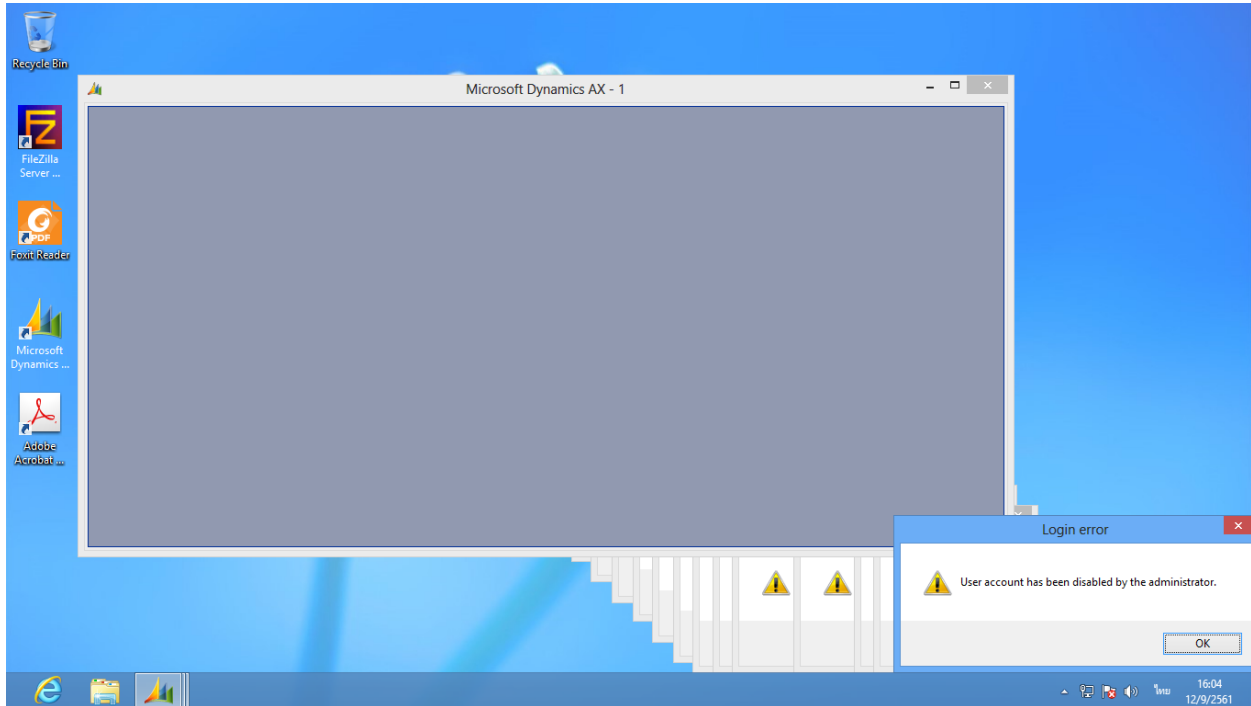 Recycle Bin
Microsoft Dynamics AX - 1
FileZilla
Server ...
PDF
Foxit Reader
Microsoft
Dynamics ...
Adobe
Acrobat ...
Login error
User account has been disabled by the administrator.
OK
ไทย
16:04
12/9/2561